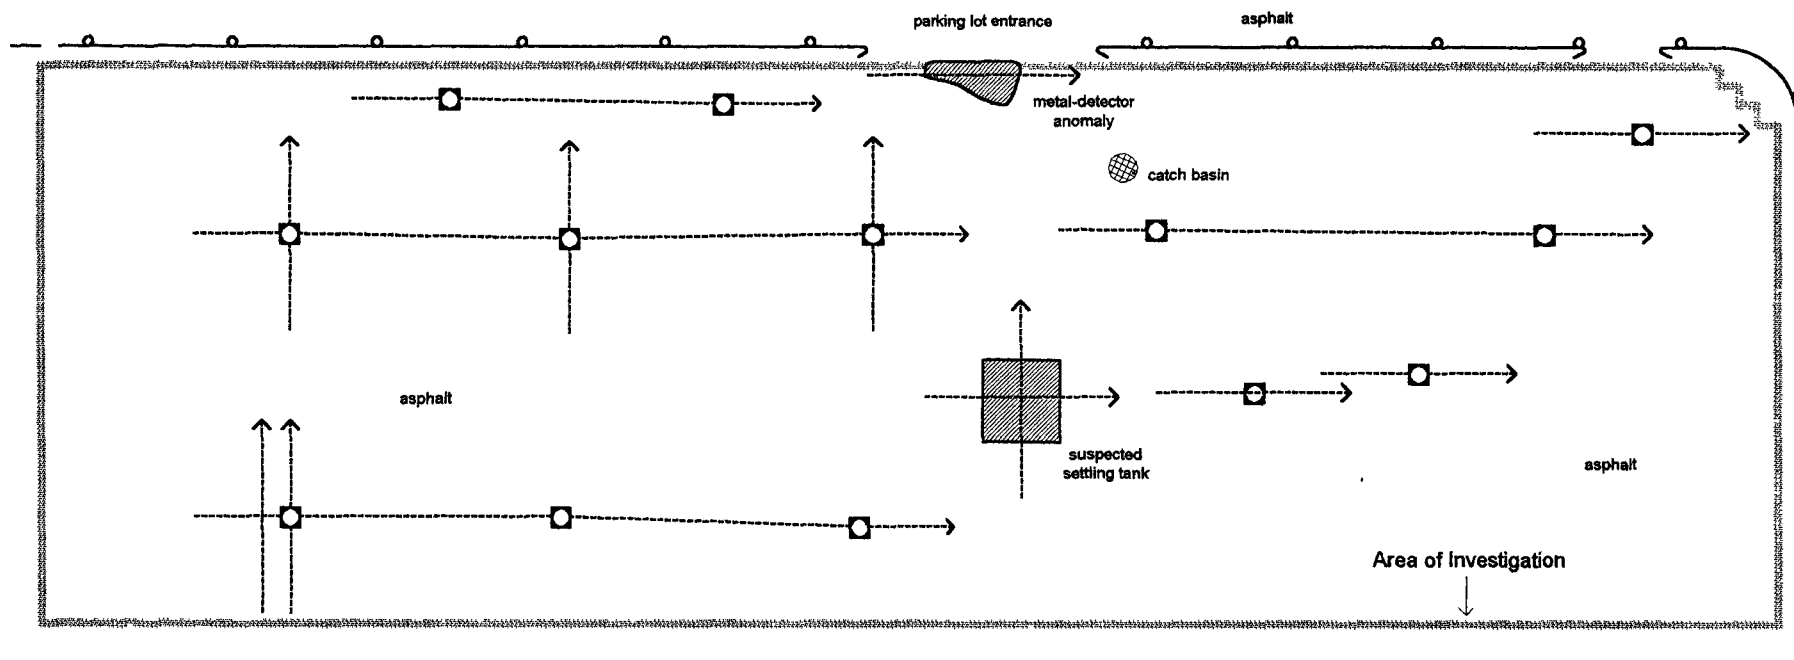 parking lot entrance
asphalt
metal-detector
anomaly
catch basin
asphalt
suspected
settling tank
asphalt
Area of Investigation